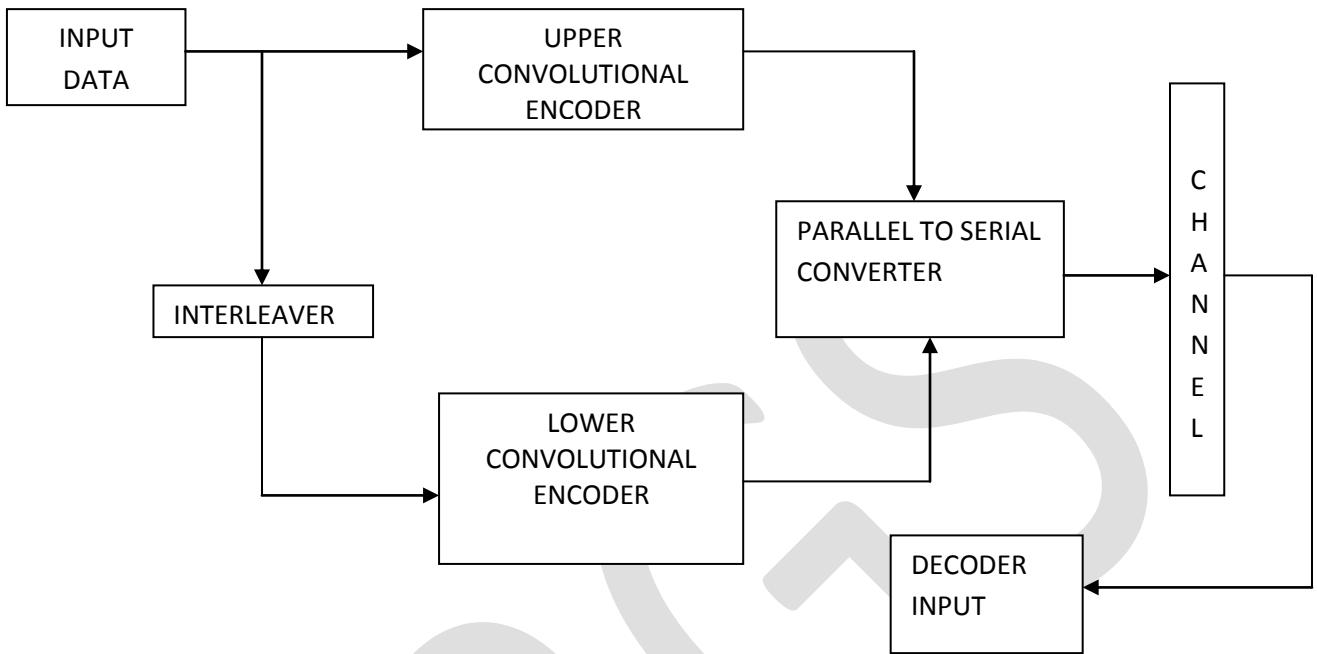 INPUT
DATA
UPPER
CONVOLUTIONAL
ENCODER
INTERLEAVER
PARALLEL TO SERIAL
CONVERTER
C
H
A
N
N
E
L
LOWER
CONVOLUTIONAL
ENCODER
DECODER
INPUT